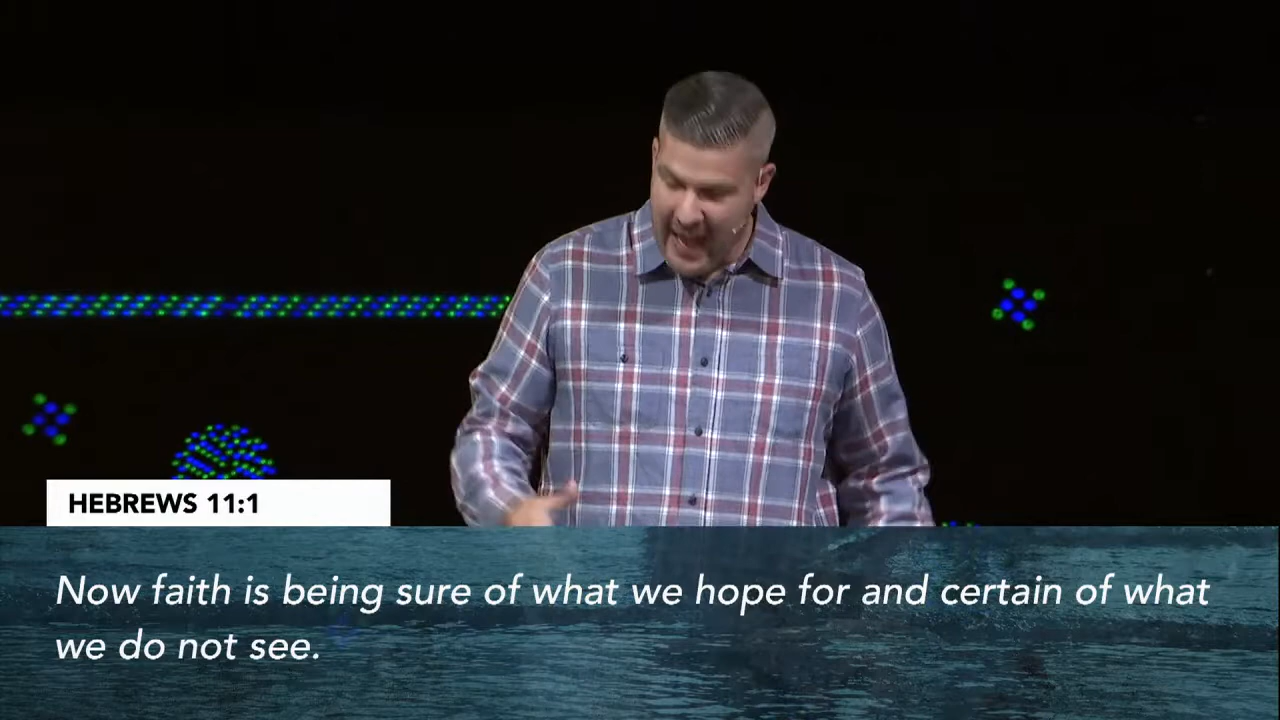 HEBREWS 11:1
Now faith is being sure of what we hope for and certain of what
we do not see.